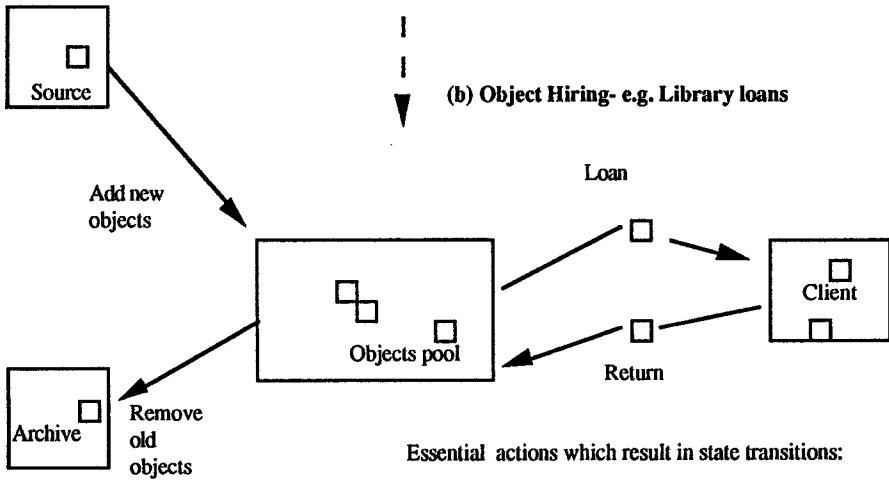 Source
(b) Object Hiring- e.g. Library loans
Loan
Add new
objects
Client
Objects pool
Return
Archive
Remove
old
objects
Essential actions which result in state transitions: